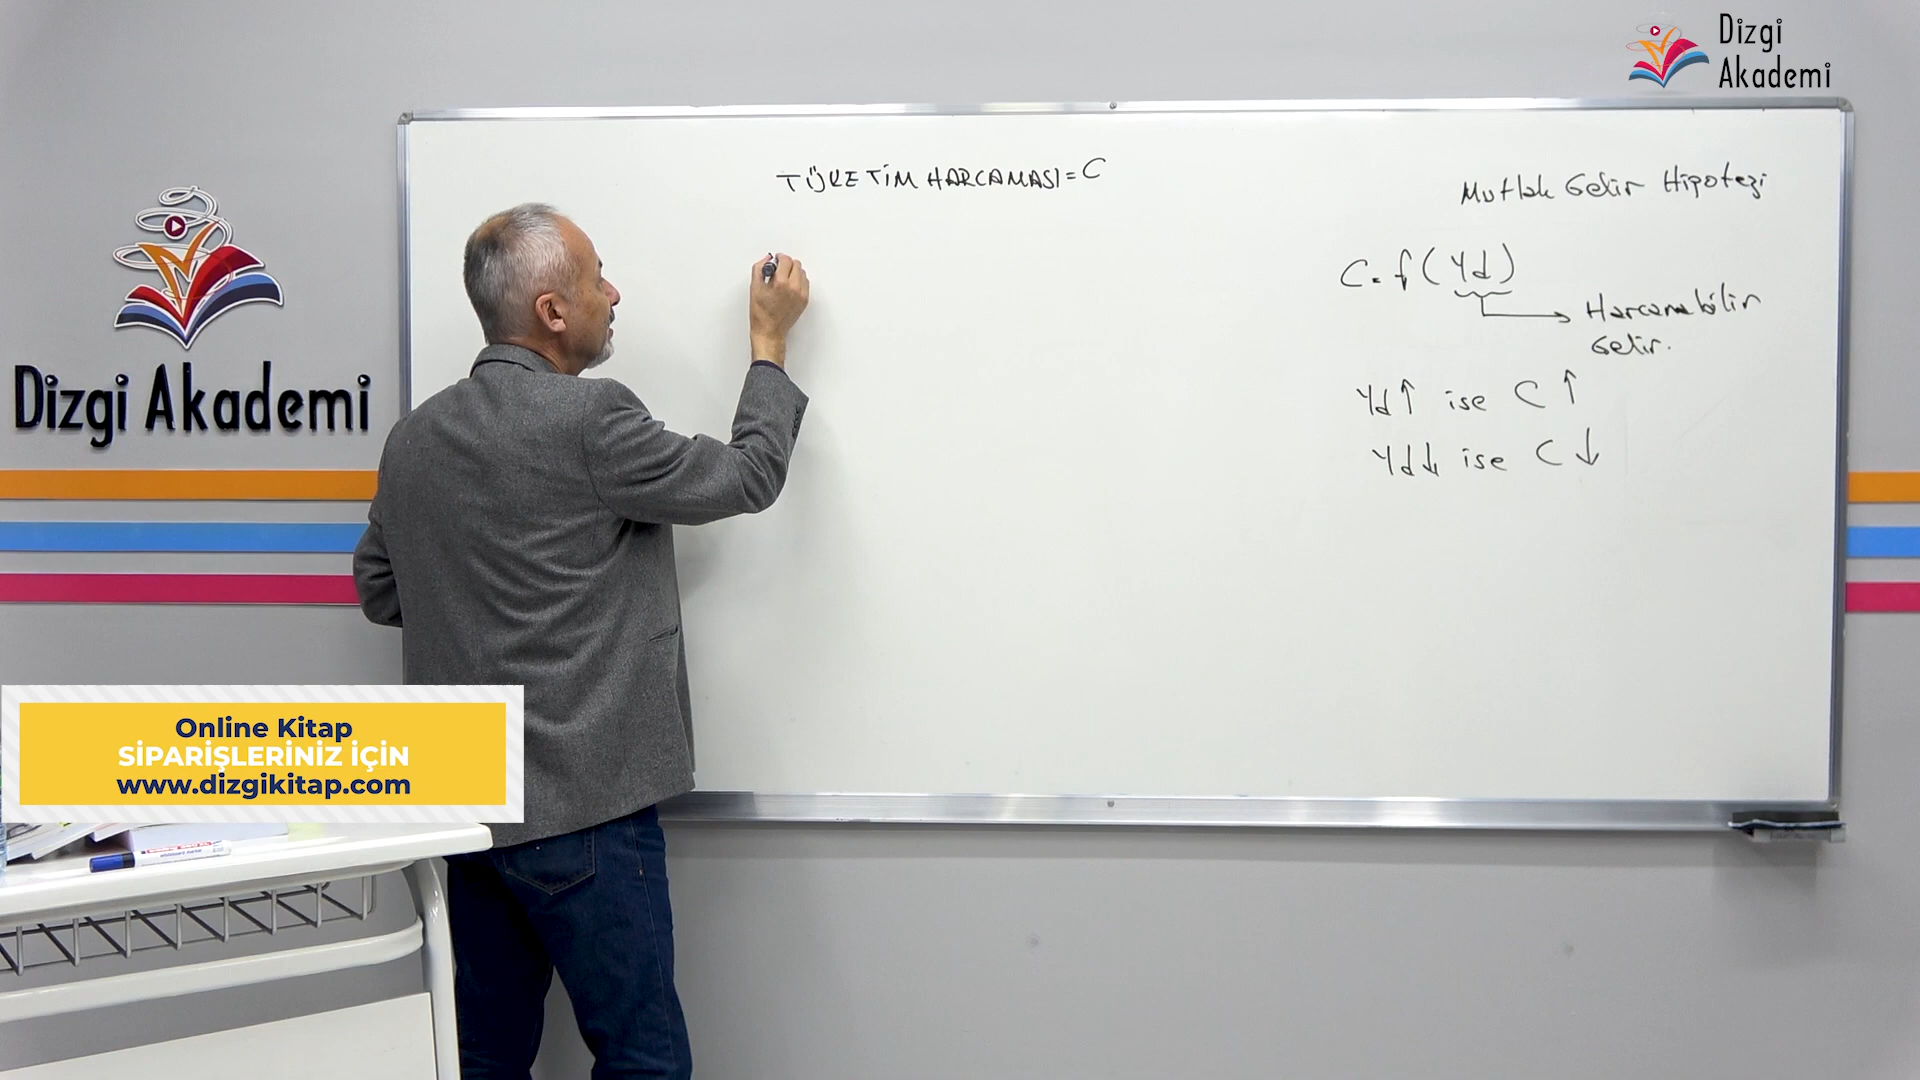 Dizgi
Akademi
TÜKETİM HARCAMASI = C
Mutlak Gelir Hipotezi
C = f (Yd)
Harcanabilir
Gelir.
Yd↑ ise C↑
Yd↓ ise C↓
Dizgi Akademi
Online Kitap
SİPARİŞLERİNİZ İÇİN
www.dizgikitap.com